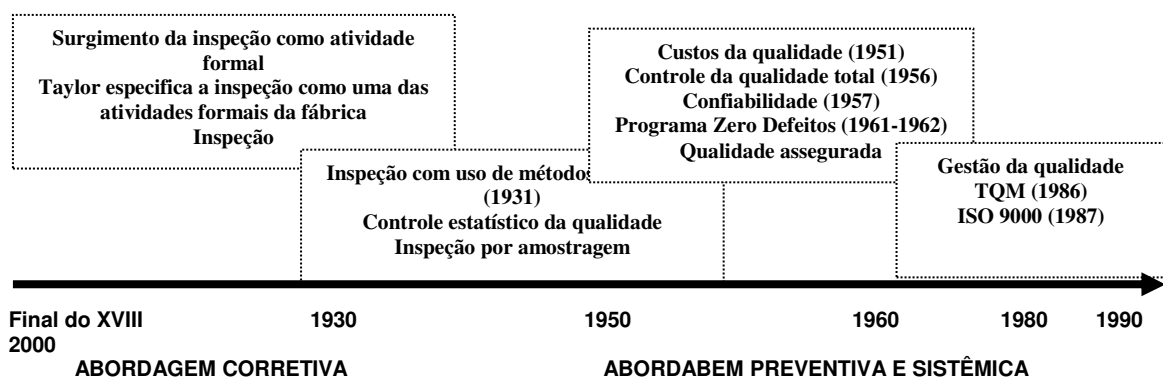 Surgimento da inspeção como atividade
formal
Taylor especifica a inspeção como uma das
atividades formais da fábrica
Inspeção
Inspeção com uso de métodos
(1931)
Controle estatístico da qualidade
Inspeção por amostragem
Custos da qualidade (1951)
Controle da qualidade total (1956)
Confiabilidade (1957)
Programa Zero Defeitos (1961-1962)
Qualidade assegurada
Gestão da qualidade
TQM (1986)
ISO 9000 (1987)
Final do XVIII 1930 1950 1960 1980 1990
2000
ABORDAGEM CORRETIVA ABORDABEM PREVENTIVA E SISTÊMICA